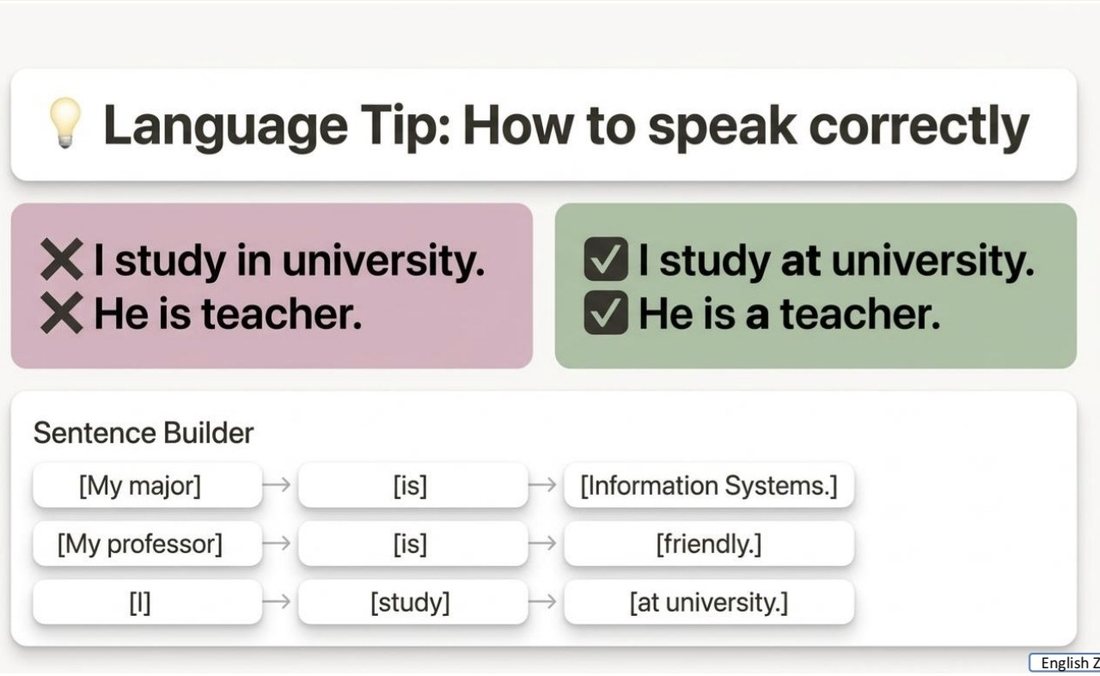 💡 Language Tip: How to speak correctly
❌ I study in university.
❌ He is teacher.
☑ I study at university.
☑ He is a teacher.
Sentence Builder
[My major] → [is] → [Information Systems.]
[My professor] → [is] → [friendly.]
[I] → [study] → [at university.]
English Z